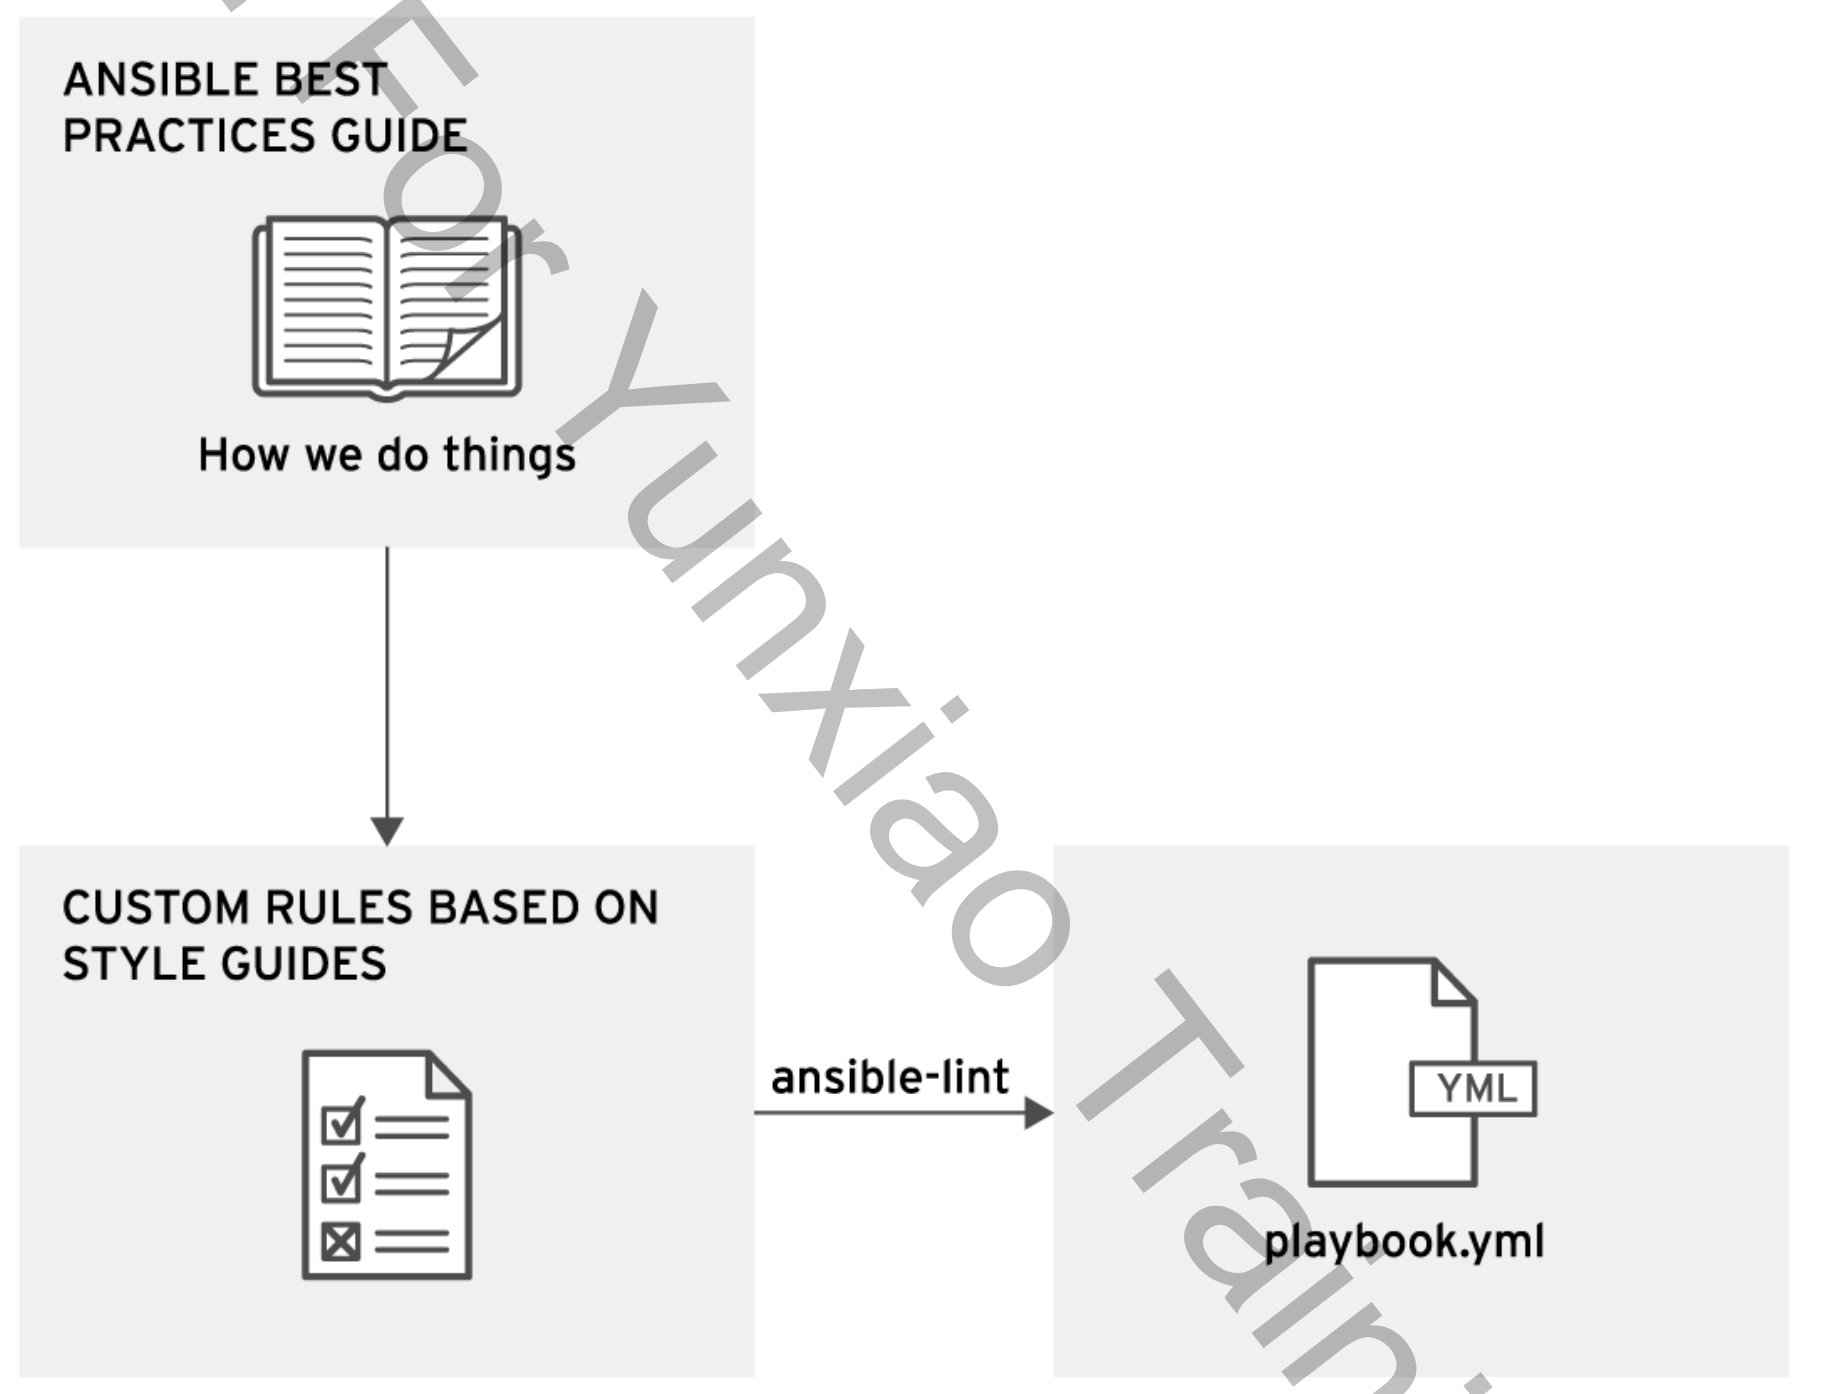 ANSIBLE BEST
PRACTICES GUIDE
How we do things
CUSTOM RULES BASED ON
STYLE GUIDES
ansible-lint
YML
playbook.yml
For Yunxiao Traini